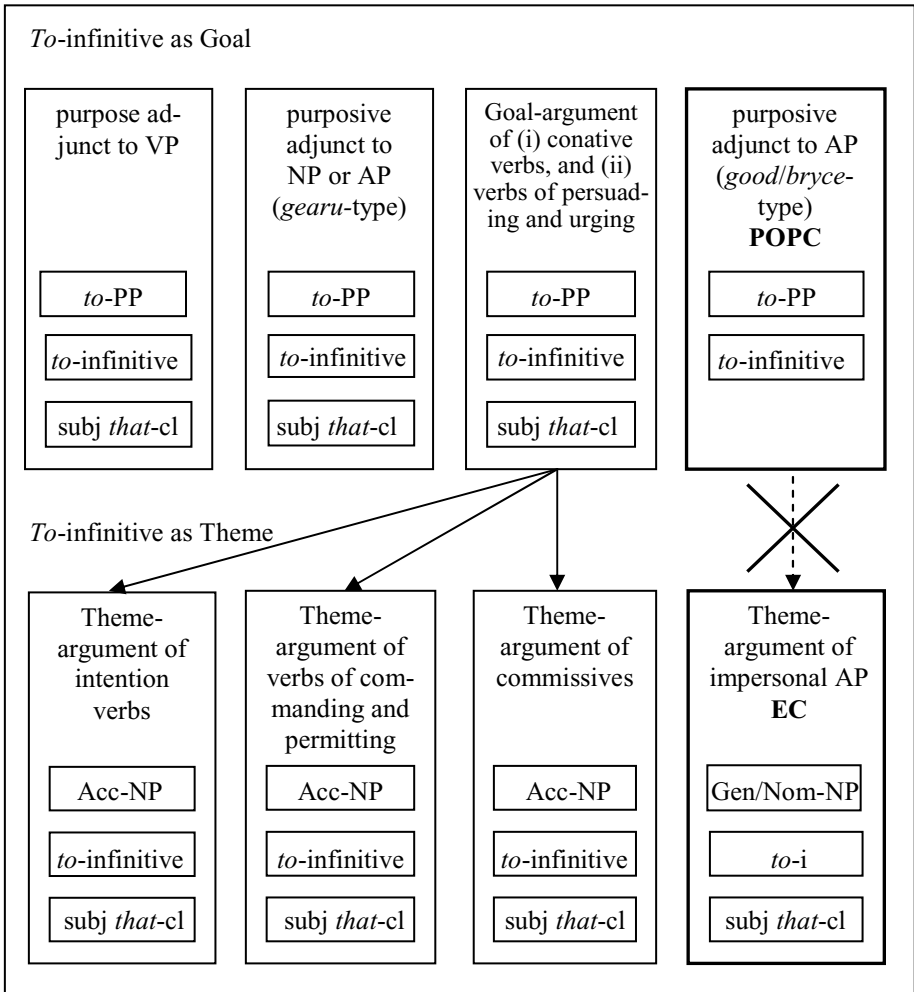 To-infinitive as Goal
purpose ad-
junct to VP
to-PP
to-infinitive
subj that-cl
purposive
adjunct to
NP or AP
(gearu-type)
to-PP
to-infinitive
subj that-cl
Goal-argument
of (i) conative
verbs, and (ii)
verbs of persuad-
ing and urging
to-PP
to-infinitive
subj that-cl
purposive
adjunct to AP
(good/bryce-
type)
POPC
to-PP
to-infinitive
To-infinitive as Theme
Theme-
argument of
intention
verbs
Acc-NP
to-infinitive
subj that-cl
Theme-
argument of
verbs of com-
manding and
permitting
Acc-NP
to-infinitive
subj that-cl
Theme-
argument of
commissives
Acc-NP
to-infinitive
subj that-cl
Theme-
argument of
impersonal AP
EC
Gen/Nom-NP
to-i
subj that-cl